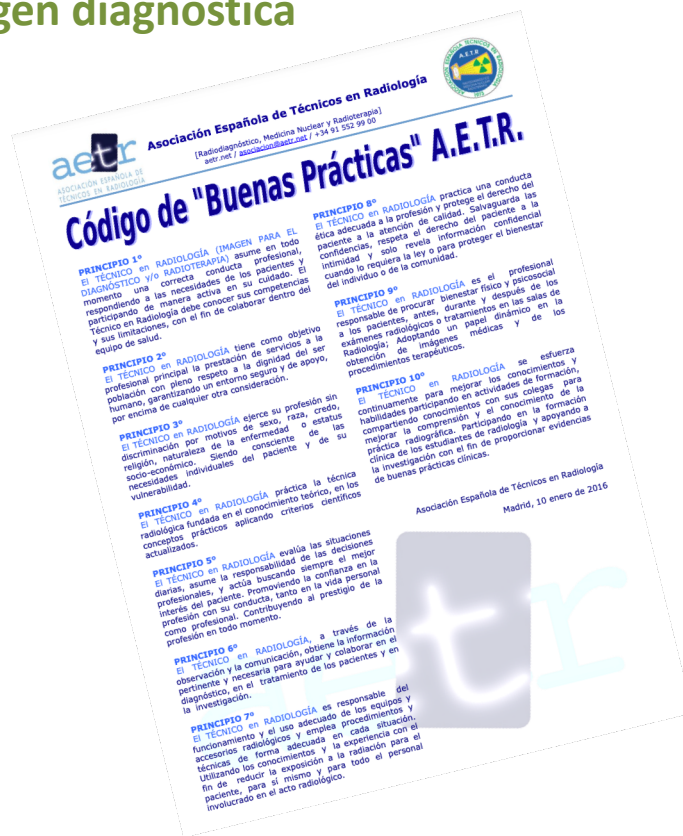 gen diagnóstica
aetr
ASOCIACIÓN ESPAÑOLA DE
TÉCNICOS EN RADIOLOGÍA
Asociación Española de Técnicos en Radiología
[Radiodiagnóstico, Medicina Nuclear y Radioterapia]
aetr.net / asociacion@aetr.net / +34 91 552 99 00
A.E.T.R
Código de "Buenas Prácticas" A.E.T.R.
PRINCIPIO 1º
El TÉCNICO en RADIOLOGÍA (IMAGEN PARA EL
DIAGNÓSTICO y/o RADIOTERAPIA) asume en todo
momento una correcta conducta profesional,
respondiendo a las necesidades de los pacientes y
participando de manera activa en su cuidado. El
Técnico en Radiología debe conocer sus competencias
y sus limitaciones, con el fin de colaborar dentro del
equipo de salud.
PRINCIPIO 2º
El TÉCNICO en RADIOLOGÍA tiene como objetivo
profesional principal la prestación de servicios a la
población con pleno respeto a la dignidad del ser
humano, garantizando un entorno seguro y de apoyo,
por encima de cualquier otra consideración.
PRINCIPIO 3º
El TÉCNICO en RADIOLOGÍA ejerce su profesión sin
discriminación por motivos de sexo, raza, credo,
religión, naturaleza de la enfermedad o estatus
socio-económico. Siendo consciente de las
necesidades individuales del paciente y de su
vulnerabilidad.
PRINCIPIO 4º
El TÉCNICO en RADIOLOGÍA práctica la técnica
radiológica fundada en el conocimiento teórico, en los
conceptos prácticos aplicando criterios científicos
actualizados.
PRINCIPIO 5º
El TÉCNICO en RADIOLOGÍA evalúa las situaciones
diarias, asume la responsabilidad de las decisiones
profesionales, y actúa buscando siempre el mejor
interés del paciente. Promoviendo la confianza en la
profesión con su conducta, tanto en la vida personal
como profesional. Contribuyendo al prestigio de la
profesión en todo momento.
PRINCIPIO 6º
El TÉCNICO en RADIOLOGÍA, a través de la
observación y la comunicación, obtiene la información
pertinente y necesaria para ayudar y colaborar en el
diagnóstico, en el tratamiento de los pacientes y en
la investigación.
PRINCIPIO 7º
El TÉCNICO en RADIOLOGÍA es responsable del
funcionamiento y el uso adecuado de los equipos y
accesorios radiológicos y emplea procedimientos y
técnicas de forma adecuada en cada situación.
Utilizando los conocimientos y la experiencia con el
fin de reducir la exposición a la radiación para el
paciente, para sí mismo y para todo el personal
involucrado en el acto radiológico.
PRINCIPIO 8º
El TÉCNICO en RADIOLOGÍA practica una conducta
ética adecuada a la profesión y protege el derecho del
paciente a la atención de calidad. Salvaguarda las
confidencias, respeta el derecho del paciente a la
intimidad y solo revela información confidencial
cuando lo requiera la ley o para proteger el bienestar
del individuo o de la comunidad.
PRINCIPIO 9º
El TÉCNICO en RADIOLOGÍA es el profesional
responsable de procurar bienestar físico y psicosocial
a los pacientes, antes, durante y después de los
exámenes radiológicos o tratamientos en las salas de
Radiología; Adoptando un papel dinámico en la
obtención de imágenes médicas y de los
procedimientos terapéuticos.
PRINCIPIO 10º
El TÉCNICO en RADIOLOGÍA se esfuerza
continuamente para mejorar los conocimientos y
habilidades participando en actividades de formación,
compartiendo conocimientos con sus colegas para
mejorar la comprensión y el conocimiento de la
práctica radiográfica. Participando en la formación
clínica de los estudiantes de radiología y apoyando a
la investigación con el fin de proporcionar evidencias
de buenas prácticas clínicas.
Asociación Española de Técnicos en Radiología
Madrid, 10 enero de 2016
aetr